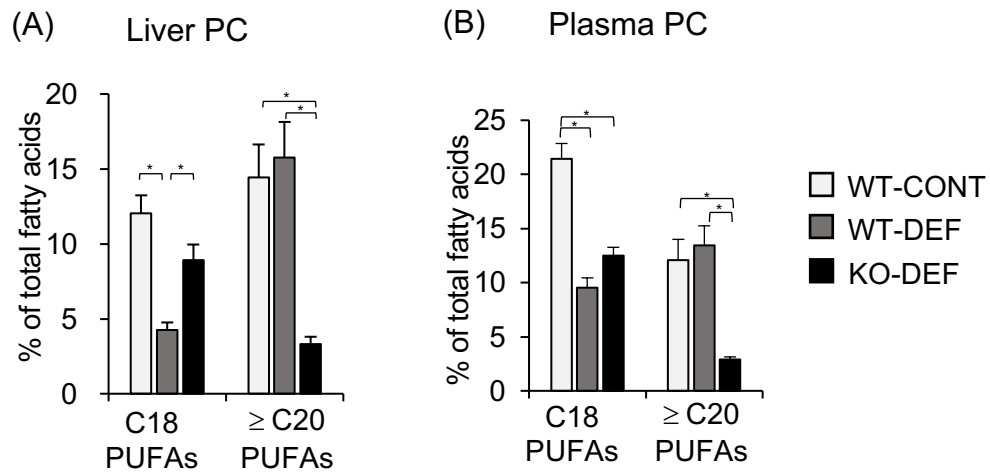 (A) Liver PC
% of total fatty acids
20
15
10
5
0
* * * *
C18 PUFAs
≥ C20 PUFAs
(B) Plasma PC
% of total fatty acids
25
20
15
10
5
0
* * * *
C18 PUFAs
≥ C20 PUFAs
WT-CONT
WT-DEF
KO-DEF